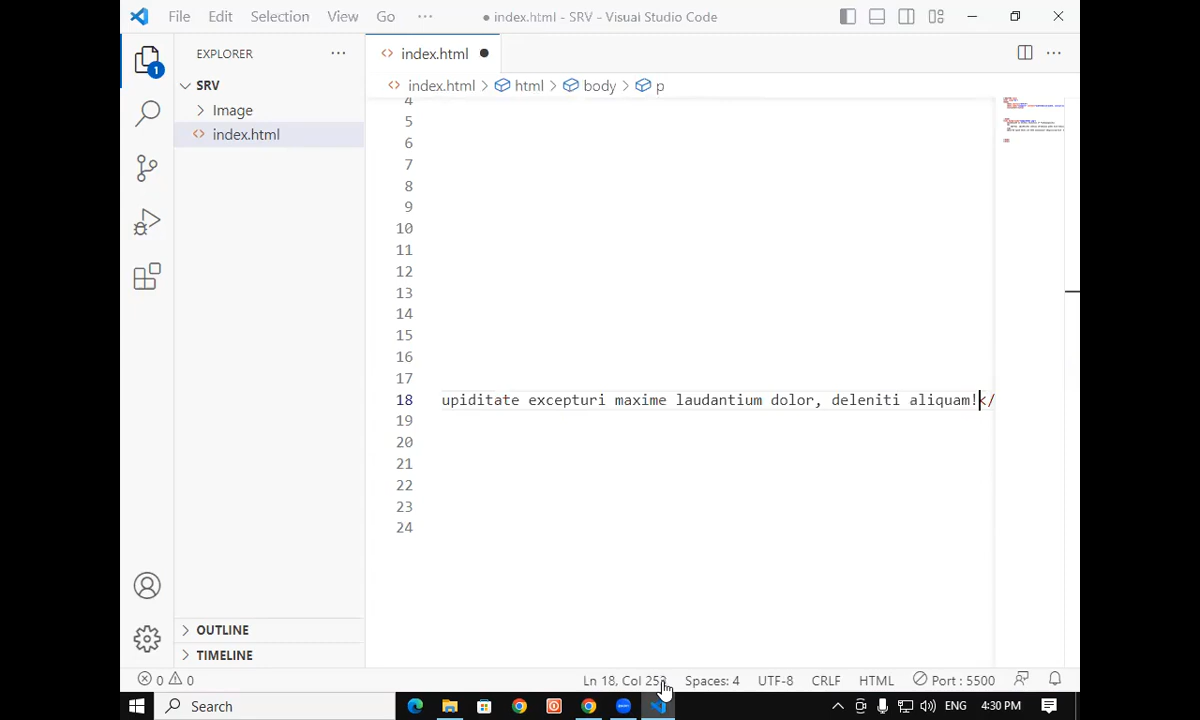 File Edit Selection View Go ··· ● index.html - SRV - Visual Studio Code
EXPLORER ···
<> index.html ●
<> index.html > html > body > p
SRV
Image
<> index.html
1
4
5
6
7
8
9
10
11
12
13
14
15
16
17
18 upiditate excepturi maxime laudantium dolor, deleniti aliquam!</
19
20
21
22
23
24
OUTLINE
TIMELINE
0 0 Ln 18, Col 253 Spaces: 4 UTF-8 CRLF HTML Port : 5500
Search ENG 4:30 PM